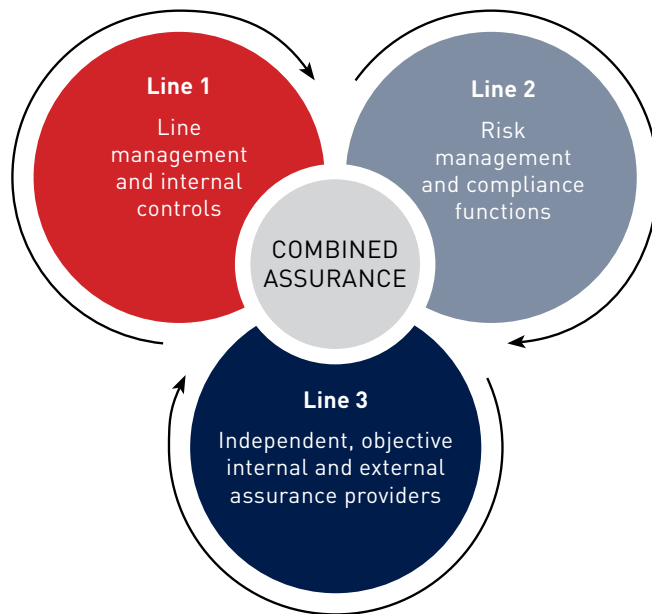 Line 1
Line
management
and internal
controls
Line 2
Risk
management
and compliance
functions
COMBINED
ASSURANCE
Line 3
Independent, objective
internal and external
assurance providers